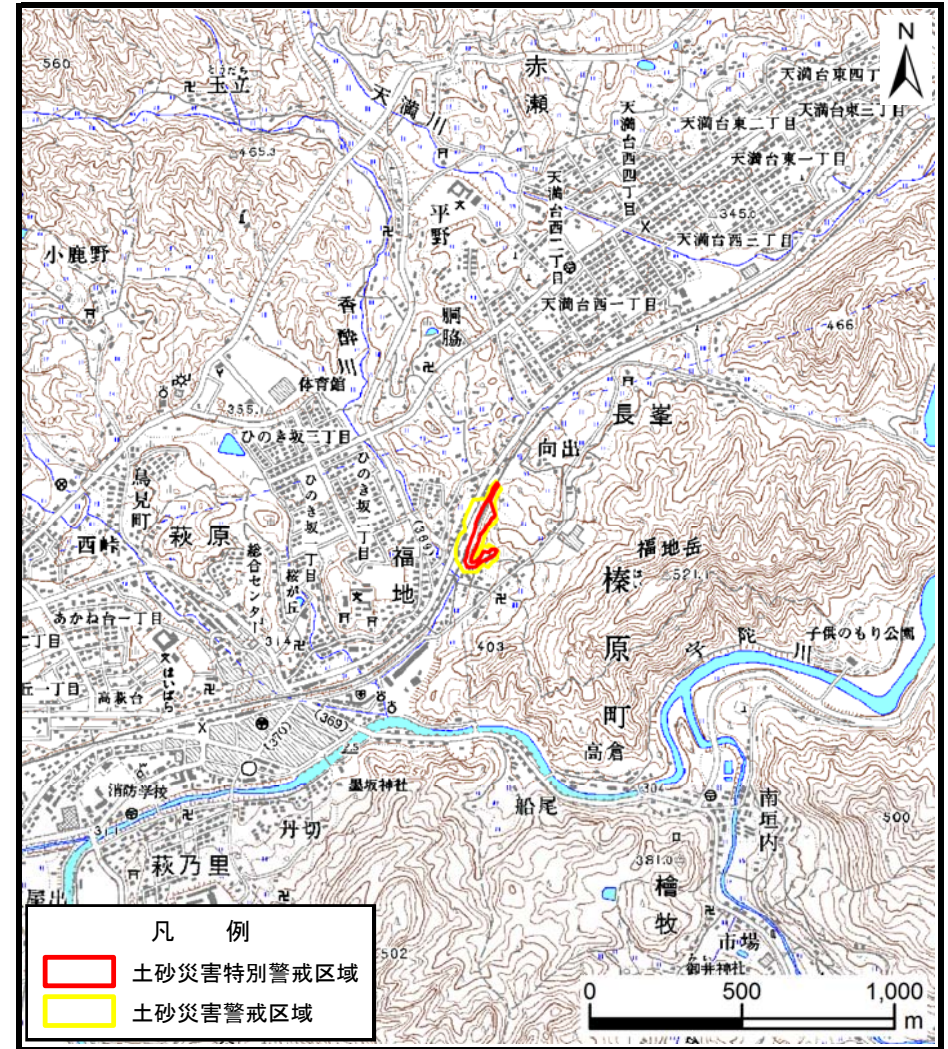 N
560
とうだち
玉立
赤瀬
天満川
天満台東四丁
天満台東三丁目
天満台東二丁目
天満台東一丁目
天満台西四丁目
天満台西二丁目
天満台西三丁目
天満台西一丁目
465.3
345.0
平野
小鹿野
香酔川
胴脇
466
体育館
355.1
長峯
向出
ひのき坂三丁目
ひのき坂二丁目
ひのき坂一丁目
鳥見町
萩原
西峠
総合センター
桜が丘
福地
(369)
福地岳
521.1
榛原町
あかね台一丁目
二丁目
314
403
子供のもり公園
丘一丁目
高萩台
はいばら
(370)
(369)
高倉
304
消防学校
墨坂神社
船尾
南垣内
500
丹切
萩乃里
381.0
檜牧
502
市場
御井神社
凡 例
土砂災害特別警戒区域
土砂災害警戒区域
0 500 1,000
m